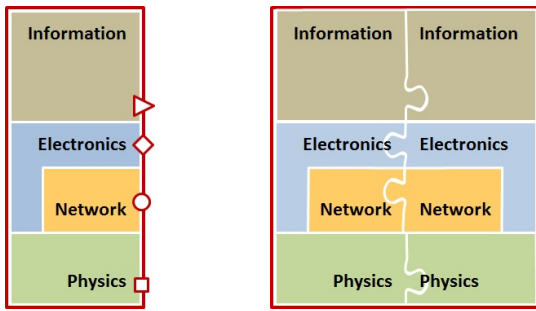 Information
Electronics
Network
Physics
Information Information
Electronics Electronics
Network Network
Physics Physics